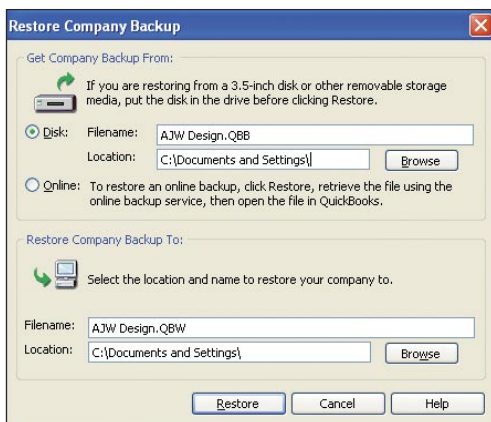 Restore Company Backup
Get Company Backup From:
If you are restoring from a 3.5-inch disk or other removable storage
media, put the disk in the drive before clicking Restore.
Disk: Filename: AJW Design.QBB
Location: C:\Documents and Settings\
Browse
Online: To restore an online backup, click Restore, retrieve the file using the
online backup service, then open the file in QuickBooks.
Restore Company Backup To:
Select the location and name to restore your company to.
Filename: AJW Design.QBW
Location: C:\Documents and Settings\
Browse
Restore Cancel Help